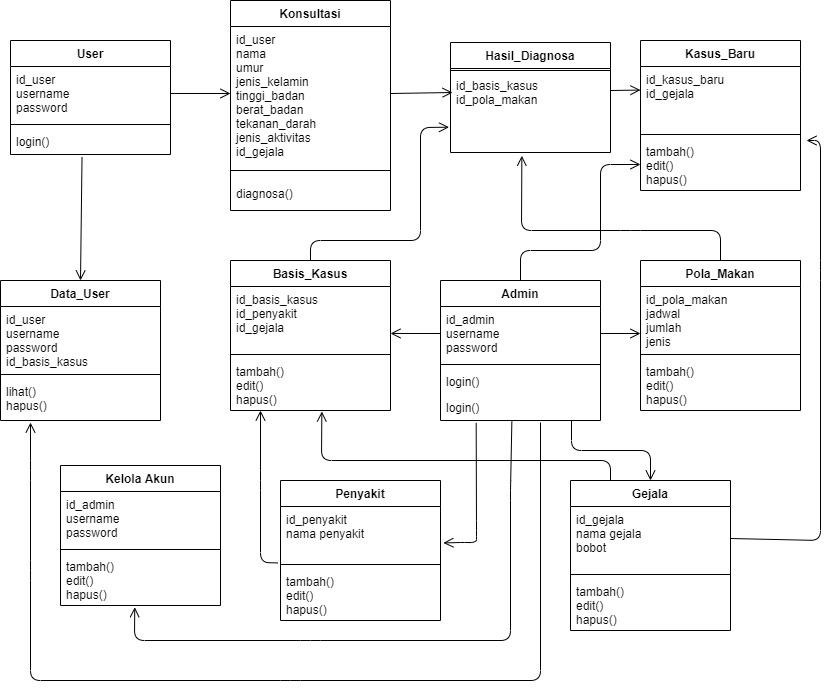 User
id_user
username
password
login()
Konsultasi
id_user
nama
umur
jenis_kelamin
tinggi_badan
berat_badan
tekanan_darah
jenis_aktivitas
id_gejala
diagnosa()
Hasil_Diagnosa
id_basis_kasus
id_pola_makan
Kasus_Baru
id_kasus_baru
id_gejala
tambah()
edit()
hapus()
Data_User
id_user
username
password
id_basis_kasus
lihat()
hapus()
Basis_Kasus
id_basis_kasus
id_penyakit
id_gejala
tambah()
edit()
hapus()
Admin
id_admin
username
password
login()
login()
Pola_Makan
id_pola_makan
jadwal
jumlah
jenis
tambah()
edit()
hapus()
Kelola Akun
id_admin
username
password
tambah()
edit()
hapus()
Penyakit
id_penyakit
nama penyakit
tambah()
edit()
hapus()
Gejala
id_gejala
nama gejala
bobot
tambah()
edit()
hapus()